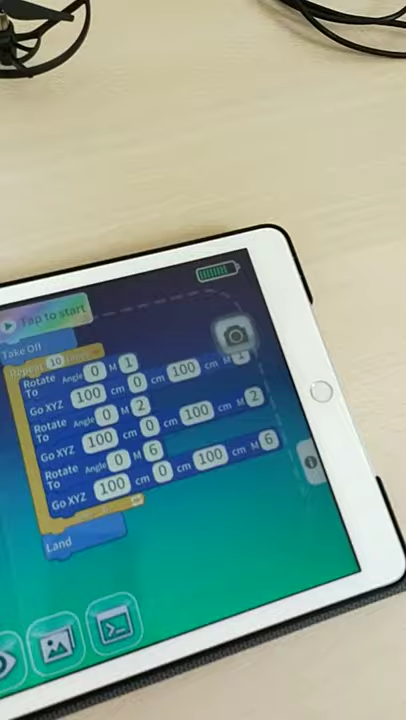 Tap to start
Take Off
Repeat 10 Times
Rotate To Angle 0 M 1
Go XYZ 100 cm 0 cm 100 cm M 1
Rotate To Angle 0 M 2
Go XYZ 100 cm 0 cm 100 cm M 2
Rotate To Angle 0 M 6
Go XYZ 100 cm 0 cm 100 cm M 6
Land